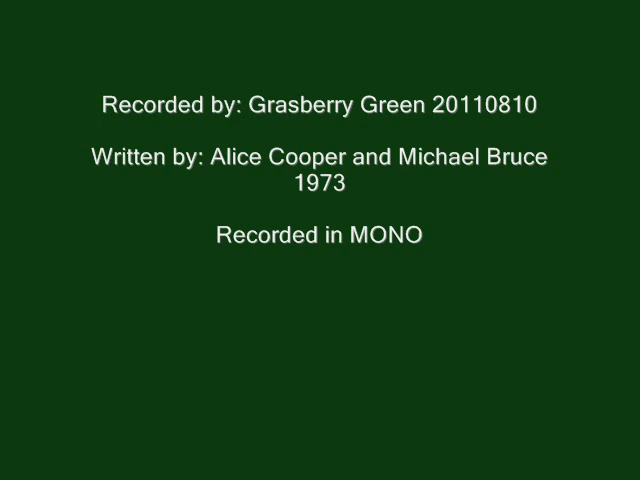 Recorded by: Grasberry Green 20110810
Written by: Alice Cooper and Michael Bruce
1973
Recorded in MONO